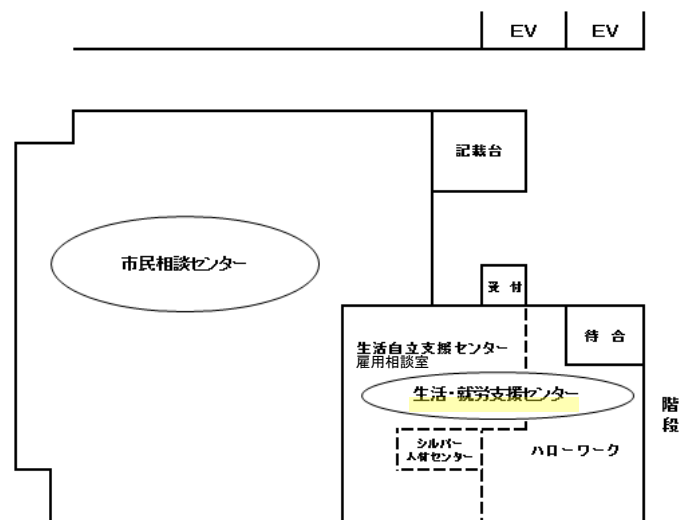 EV
EV
記載台
市民相談センター
受付
待合
生活自立支援センター
雇用相談室
生活・就労支援センター
階段
シルバー
人材センター
ハローワーク